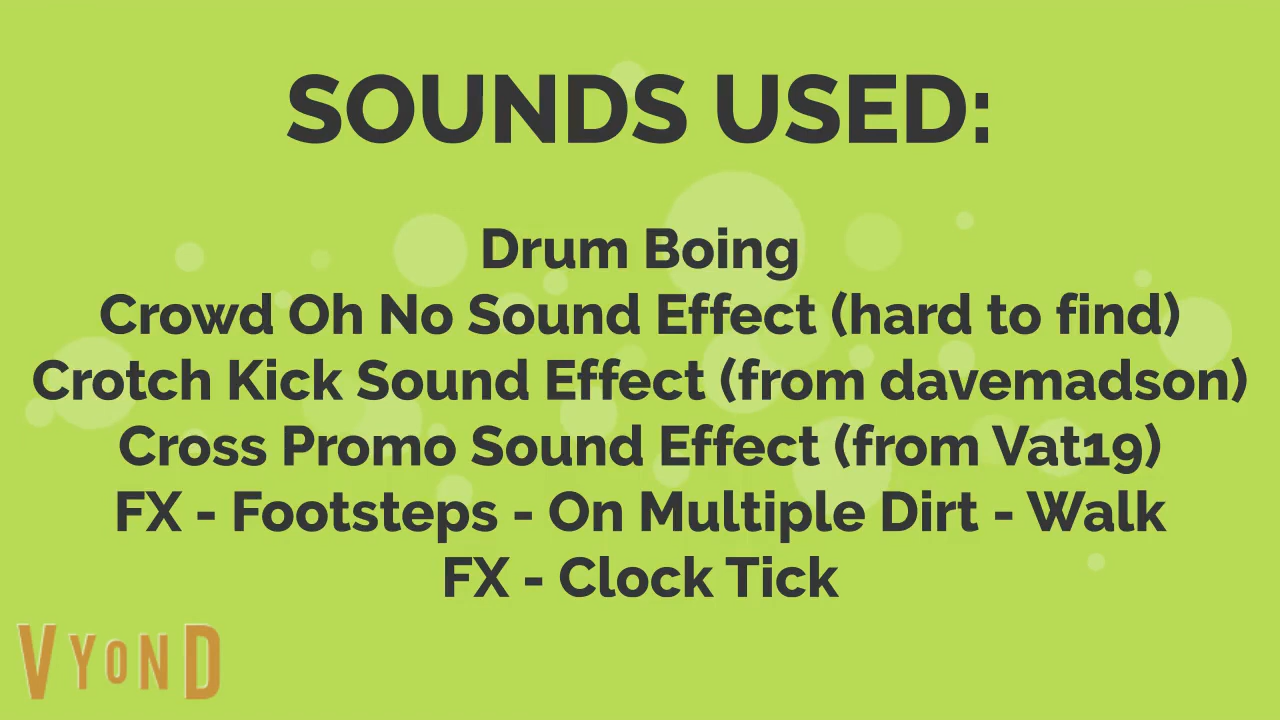 SOUNDS USED:
Drum Boing
Crowd Oh No Sound Effect (hard to find)
Crotch Kick Sound Effect (from davemadson)
Cross Promo Sound Effect (from Vat19)
FX - Footsteps - On Multiple Dirt - Walk
FX - Clock Tick
VYOND